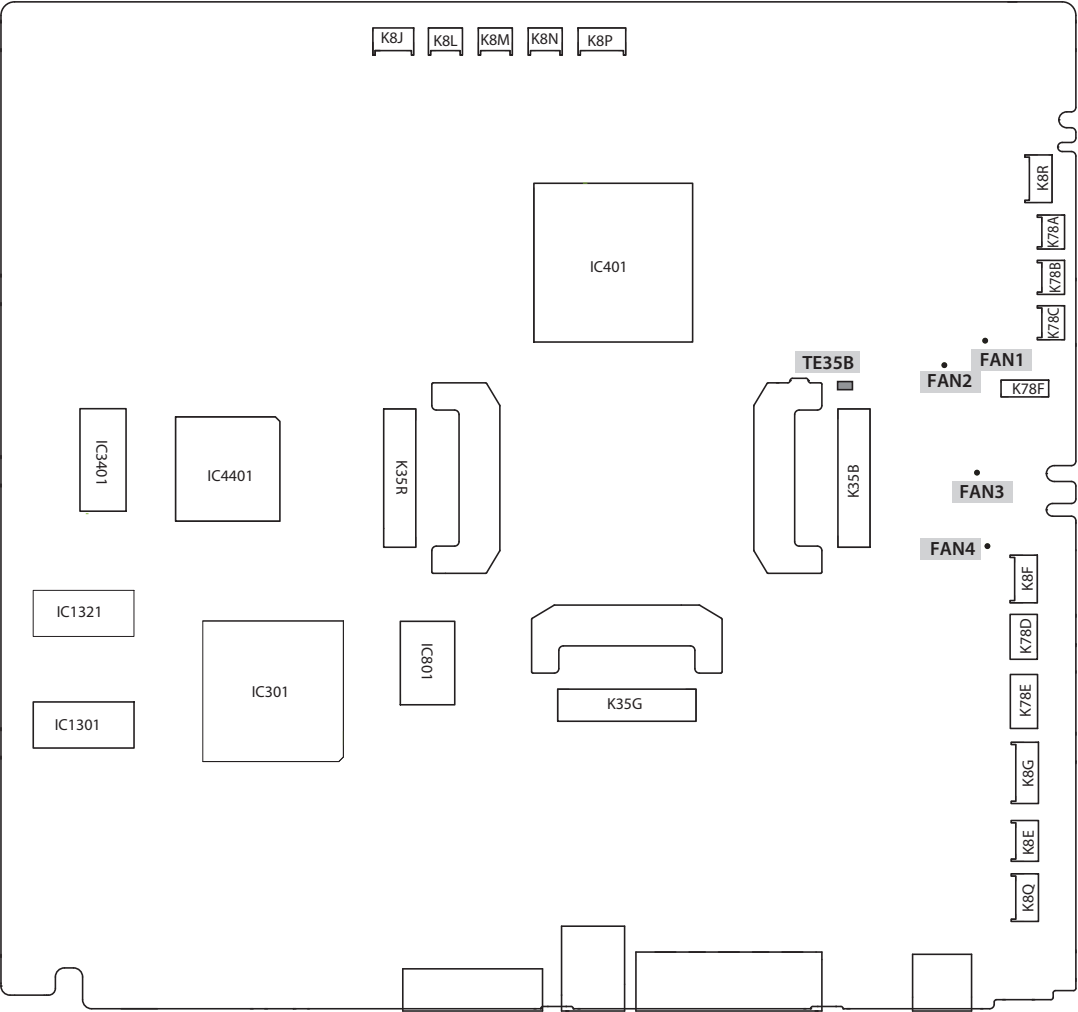 K8J
K8L
K8M
K8N
K8P
K8R
K78A
K78B
K78C
IC401
TE35B
FAN1
FAN2
K78F
IC3401
IC4401
K35R
K35B
FAN3
FAN4
K8F
IC1321
K78D
IC801
IC301
K35G
K78E
IC1301
K8G
K8E
K8Q